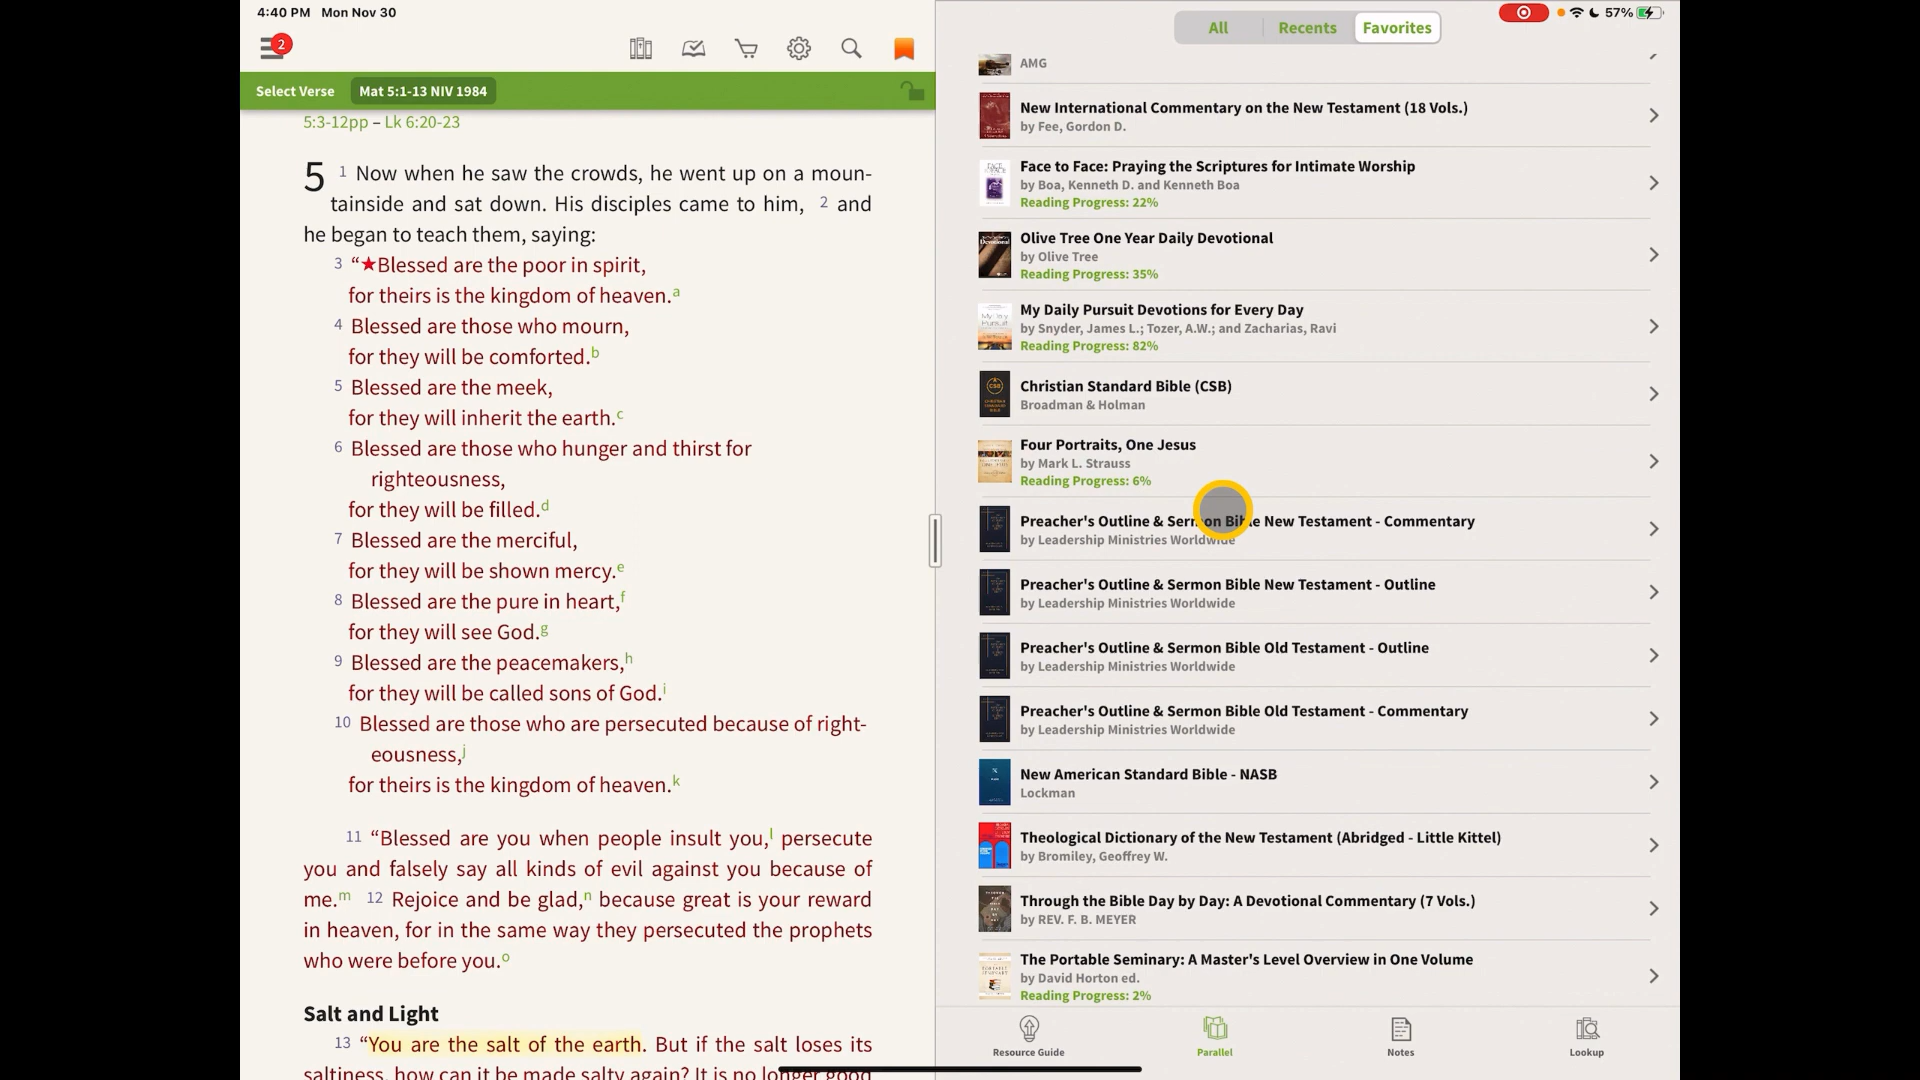 4:40 PM Mon Nov 30
2
Select Verse
Mat 5:1-13 NIV 1984
5:3-12pp – Lk 6:20-23
5 1 Now when he saw the crowds, he went up on a moun-
tainside and sat down. His disciples came to him, 2 and
he began to teach them, saying:
3 “★Blessed are the poor in spirit,
for theirs is the kingdom of heaven.a
4 Blessed are those who mourn,
for they will be comforted.b
5 Blessed are the meek,
for they will inherit the earth.c
6 Blessed are those who hunger and thirst for
righteousness,
for they will be filled.d
7 Blessed are the merciful,
for they will be shown mercy.e
8 Blessed are the pure in heart,f
for they will see God.g
9 Blessed are the peacemakers,h
for they will be called sons of God.i
10 Blessed are those who are persecuted because of right-
eousness,j
for theirs is the kingdom of heaven.k
11 “Blessed are you when people insult you,l persecute
you and falsely say all kinds of evil against you because of
me.m 12 Rejoice and be glad,n because great is your reward
in heaven, for in the same way they persecuted the prophets
who were before you.o
Salt and Light
13 “You are the salt of the earth. But if the salt loses its
saltiness, how can it be made salty again? It is no longer good
57%
All
Recents
Favorites
AMG
New International Commentary on the New Testament (18 Vols.)
by Fee, Gordon D.
Face to Face: Praying the Scriptures for Intimate Worship
by Boa, Kenneth D. and Kenneth Boa
Reading Progress: 22%
Olive Tree One Year Daily Devotional
by Olive Tree
Reading Progress: 35%
My Daily Pursuit Devotions for Every Day
by Snyder, James L.; Tozer, A.W.; and Zacharias, Ravi
Reading Progress: 82%
Christian Standard Bible (CSB)
Broadman & Holman
Four Portraits, One Jesus
by Mark L. Strauss
Reading Progress: 6%
Preacher's Outline & Sermon Bible New Testament - Commentary
by Leadership Ministries Worldwide
Preacher's Outline & Sermon Bible New Testament - Outline
by Leadership Ministries Worldwide
Preacher's Outline & Sermon Bible Old Testament - Outline
by Leadership Ministries Worldwide
Preacher's Outline & Sermon Bible Old Testament - Commentary
by Leadership Ministries Worldwide
New American Standard Bible - NASB
Lockman
Theological Dictionary of the New Testament (Abridged - Little Kittel)
by Bromiley, Geoffrey W.
Through the Bible Day by Day: A Devotional Commentary (7 Vols.)
by REV. F. B. MEYER
The Portable Seminary: A Master's Level Overview in One Volume
by David Horton ed.
Reading Progress: 2%
Resource Guide
Parallel
Notes
Lookup